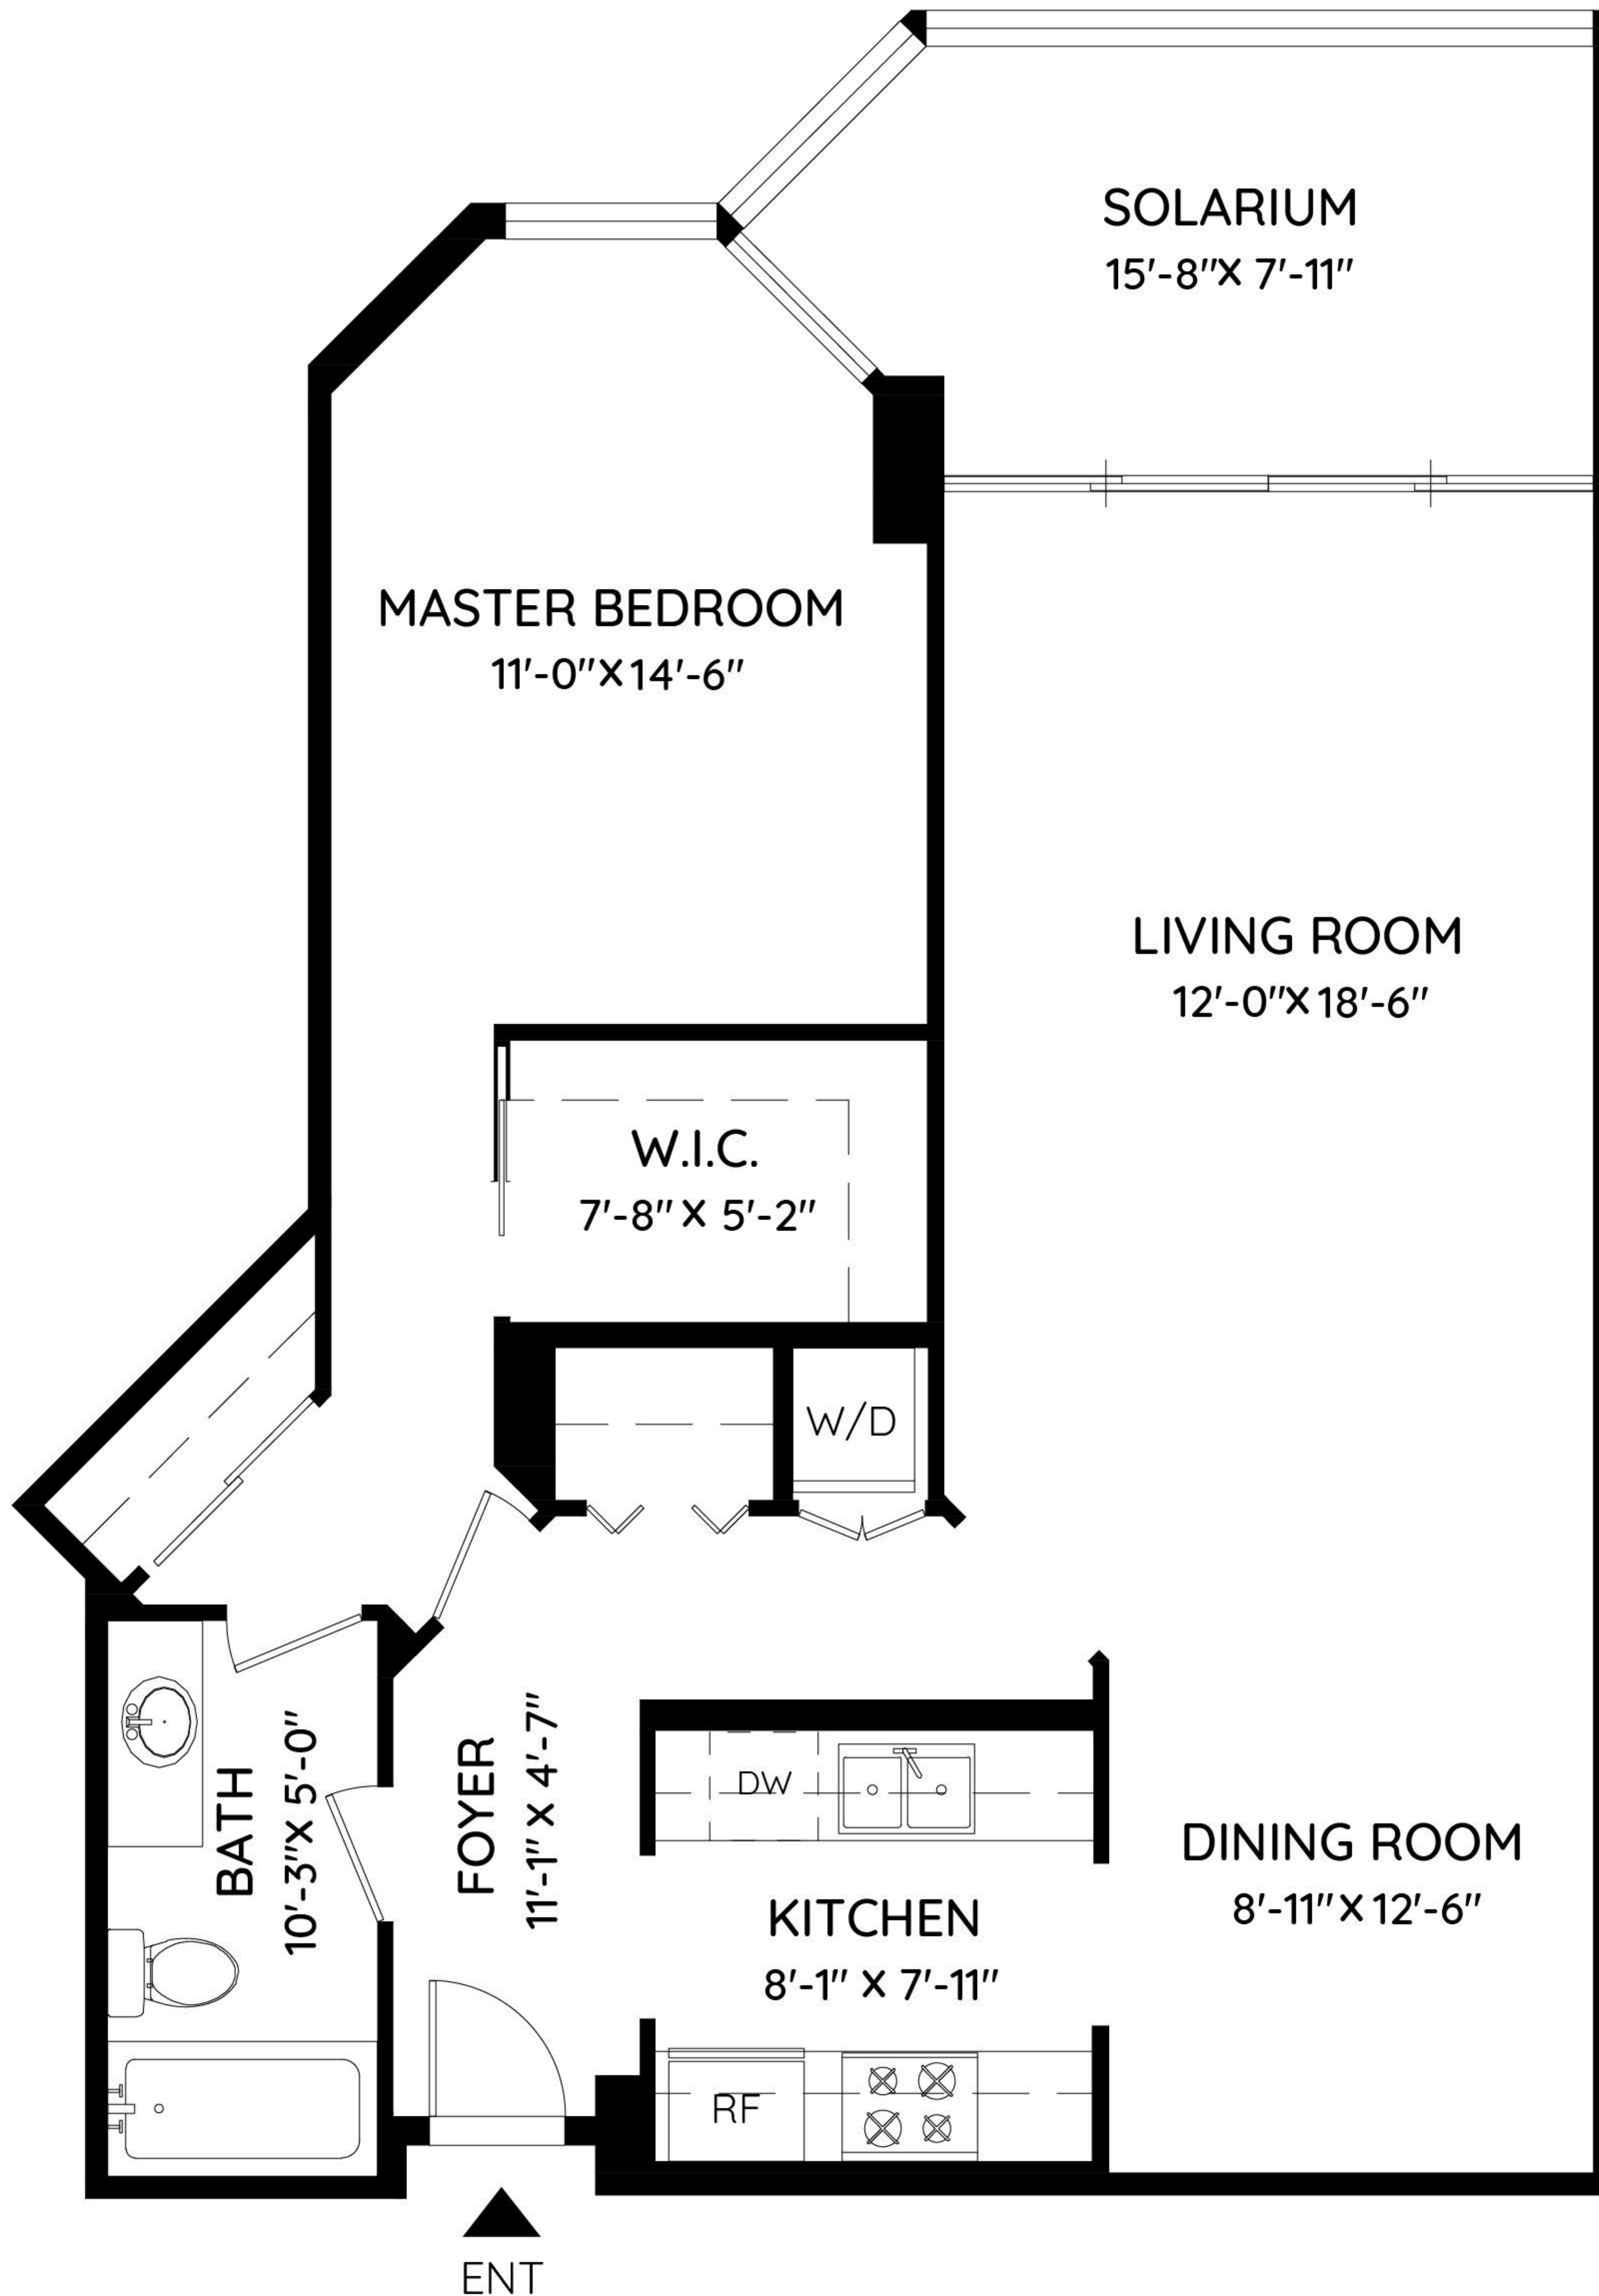 SOLARIUM
15'-8"X 7'-11"
MASTER BEDROOM
11'-0"X14'-6"
LIVING ROOM
12'-0"X18'-6"
W.I.C.
7'-8" X 5'-2"
W/D
BATH
10'-3"X 5'-0"
FOYER
11'-1" X 4'-7"
DW
KITCHEN
8'-1" X 7'-11"
DINING ROOM
8'-11"X12'-6"
RF
ENT